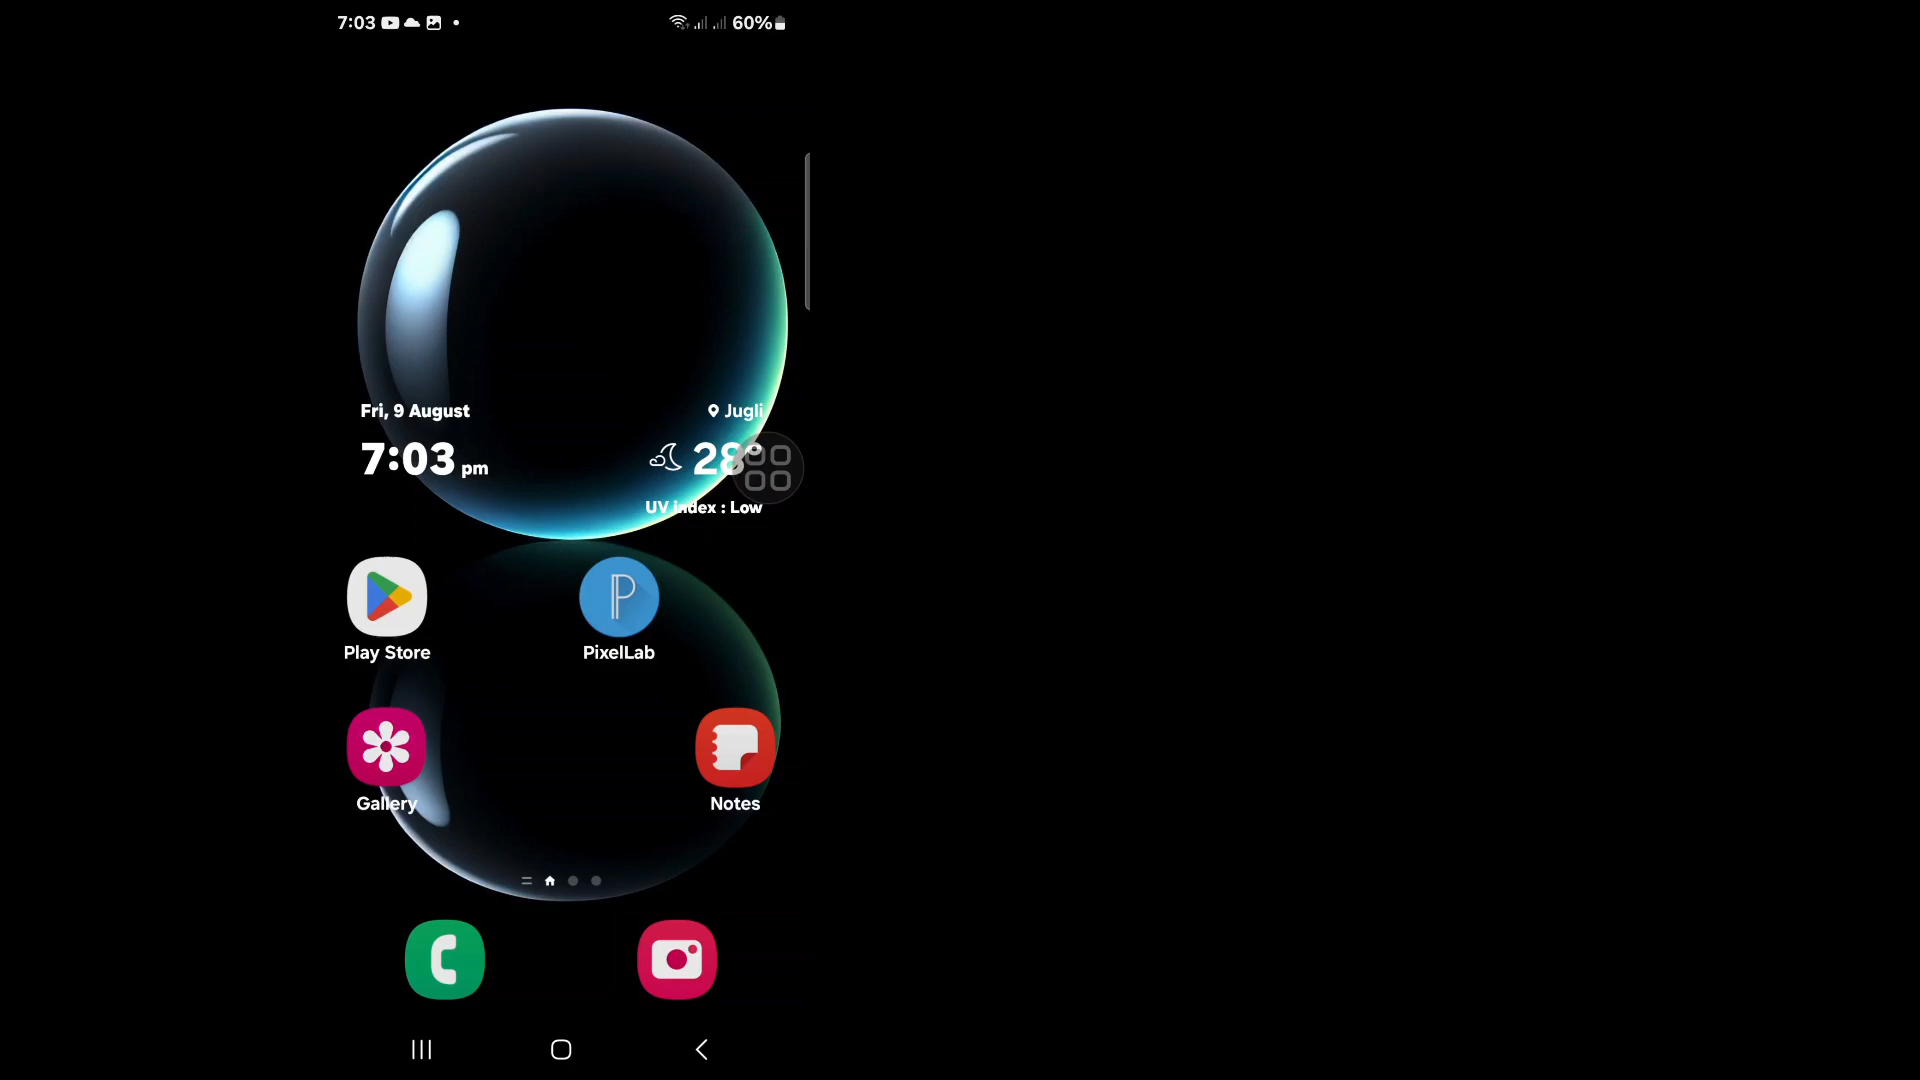 7:03
60%
Fri, 9 August
Jugli
7:03 pm
28°
UV index : Low
Play Store
PixelLab
Gallery
Notes